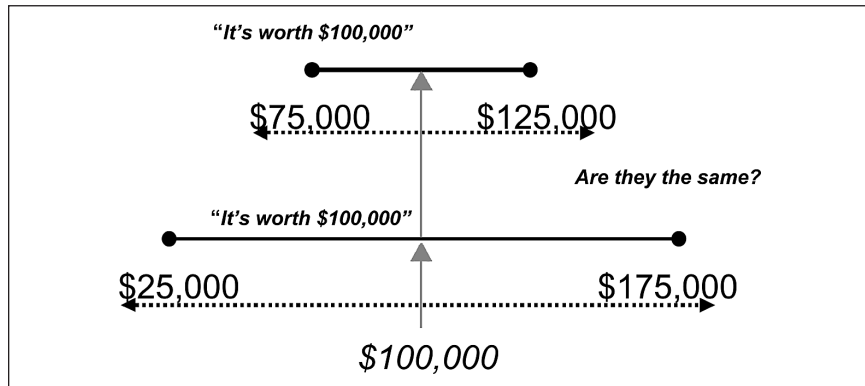 “It’s worth $100,000”
$75,000 $125,000
Are they the same?
“It’s worth $100,000”
$25,000 $175,000
$100,000